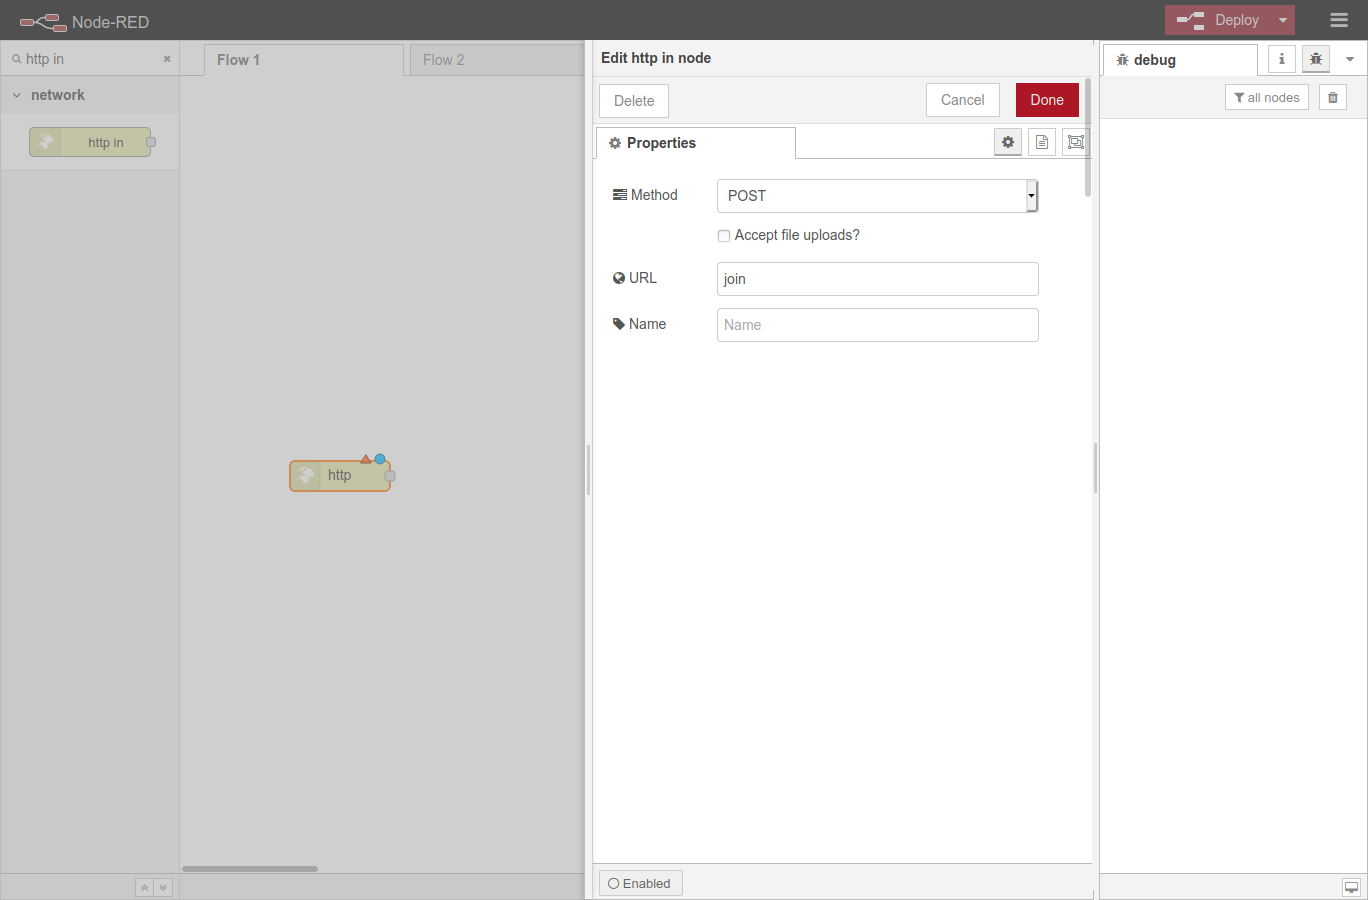 Node-RED
Deploy
http in
Flow 1
Flow 2
network
http in
http
Edit http in node
Delete
Cancel
Done
Properties
Method
POST
Accept file uploads?
URL
join
Name
Name
Enabled
debug
all nodes